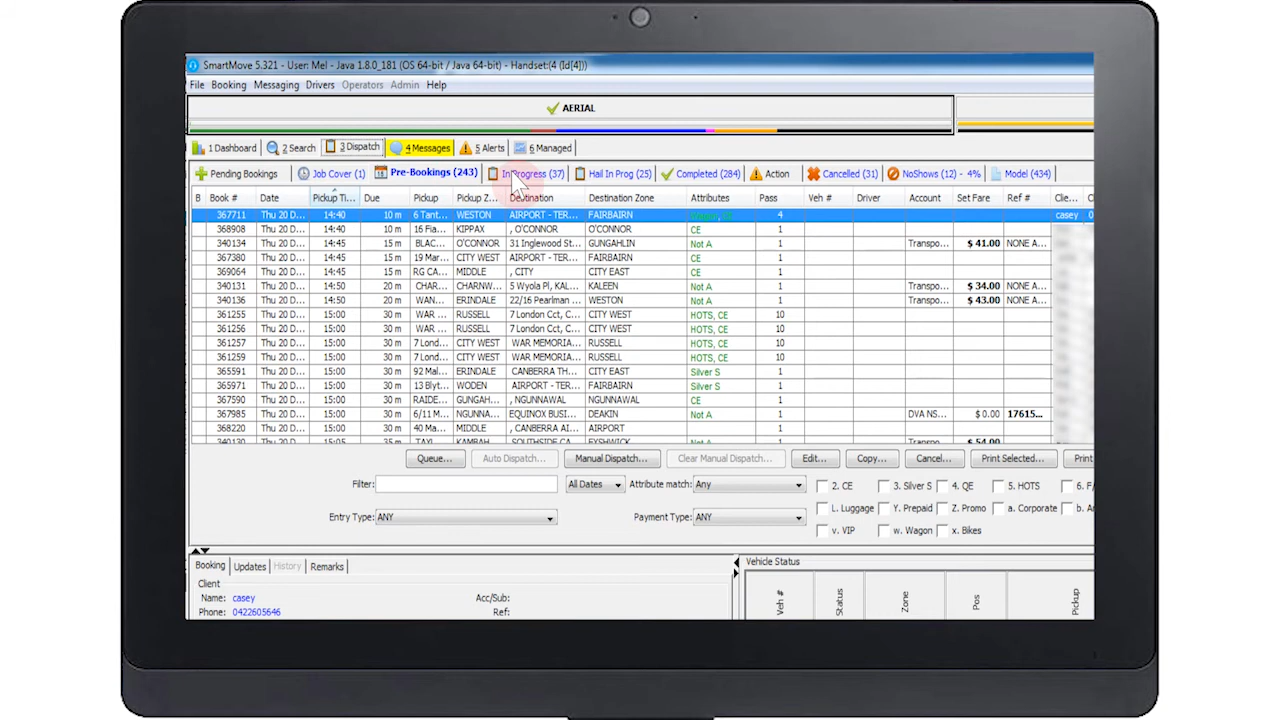 SmartMove 5.321 - User: Mel - Java 1.8.0_181 (OS 64-bit / Java 64-bit) - Handset:(4 (Id[4]))
File Booking Messaging Drivers Operators Admin Help
AERIAL
1 Dashboard 2 Search 3 Dispatch 4 Messages 5 Alerts 6 Managed
Pending Bookings Job Cover (1) Pre-Bookings (243) In Progress (37) Hail In Prog (25) Completed (284) Action Cancelled (31) NoShows (12) - 4% Model (434)
B Book # Date Pickup Ti... Due Pickup Pickup Z... Destination Destination Zone Attributes Pass Veh # Driver Account Set Fare Ref # Clie...
367711 Thu 20 D... 14:40 10 m 6 Tant... WESTON AIRPORT - TER... FAIRBAIRN 4 casey
368908 Thu 20 D... 14:40 10 m 16 Fia... KIPPAX , O'CONNOR O'CONNOR CE 1
340134 Thu 20 D... 14:45 15 m BLAC... O'CONNOR 31 Inglewood St... GUNGAHLIN Not A 1 Transpo... $ 41.00 NONE A...
367380 Thu 20 D... 14:45 15 m 19 Mar... CITY WEST AIRPORT - TER... FAIRBAIRN CE 1
369064 Thu 20 D... 14:45 15 m RG CA... MIDDLE , CITY CITY EAST CE 1
340131 Thu 20 D... 14:50 20 m CHAR... CHARNW... 5 Wyola Pl, KAL... KALEEN Not A 1 Transpo... $ 34.00 NONE A...
340136 Thu 20 D... 14:50 20 m WAN... ERINDALE 22/16 Pearlman ... WESTON Not A 1 Transpo... $ 43.00 NONE A...
361255 Thu 20 D... 15:00 30 m WAR ... RUSSELL 7 London Cct, C... CITY WEST HOTS, CE 10
361256 Thu 20 D... 15:00 30 m WAR ... RUSSELL 7 London Cct, C... CITY WEST HOTS, CE 10
361257 Thu 20 D... 15:00 30 m 7 Lond... CITY WEST WAR MEMORIA... RUSSELL HOTS, CE 10
361259 Thu 20 D... 15:00 30 m 7 Lond... CITY WEST WAR MEMORIA... RUSSELL HOTS, CE 10
365591 Thu 20 D... 15:00 30 m 92 Mal... ERINDALE CANBERRA TH... CITY EAST Silver S 1
365971 Thu 20 D... 15:00 30 m 13 Blyt... WODEN AIRPORT - TER... FAIRBAIRN Silver S 1
367590 Thu 20 D... 15:00 30 m RAIDE... GUNGAH... , NGUNNAWAL NGUNNAWAL CE 1
367985 Thu 20 D... 15:00 30 m 6/11 M... NGUNNA... EQUINOX BUSI... DEAKIN Not A 1 DVA NS... $ 0.00 17615...
368220 Thu 20 D... 15:00 30 m 40 Ma... MIDDLE , CANBERRA AI... AIRPORT 1
340130 Thu 20 D... 15:05 35 m TAYL... KAMBAH SOUTHSIDE CA... FYSHWICK Not A 1 Transpo... $ 54.00 NONE A...
Queue... Auto Dispatch... Manual Dispatch... Clear Manual Dispatch... Edit... Copy... Cancel... Print Selected... Print
Filter: All Dates Attribute match: Any 2. CE 3. Silver S 4. QE 5. HOTS
Entry Type: ANY Payment Type: ANY L. Luggage Y. Prepaid Z. Promo a. Corporate
v. VIP w. Wagon x. Bikes
Booking Updates History Remarks Vehicle Status
Client
Name: casey Acc/Sub: Veh # Status Zone Pos Pickup
Phone: 0422605646 Ref: